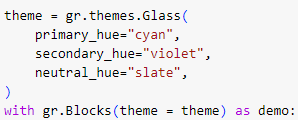 theme = gr.themes.Glass(
    primary_hue="cyan",
    secondary_hue="violet",
    neutral_hue="slate",
)
with gr.Blocks(theme = theme) as demo: